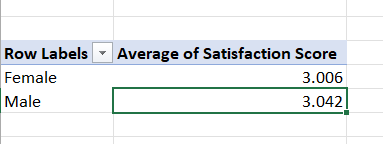 Row Labels Average of Satisfaction Score
Female 3.006
Male 3.042